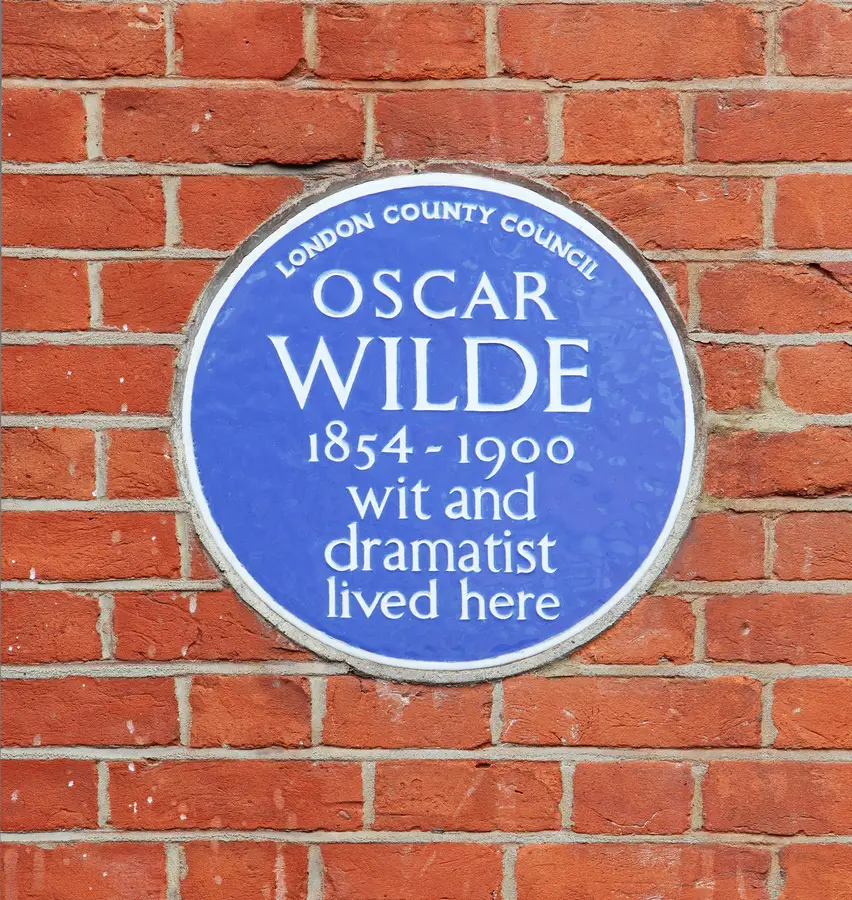 LONDON COUNTY COUNCIL
OSCAR
WILDE
1854 - 1900
wit and
dramatist
lived here